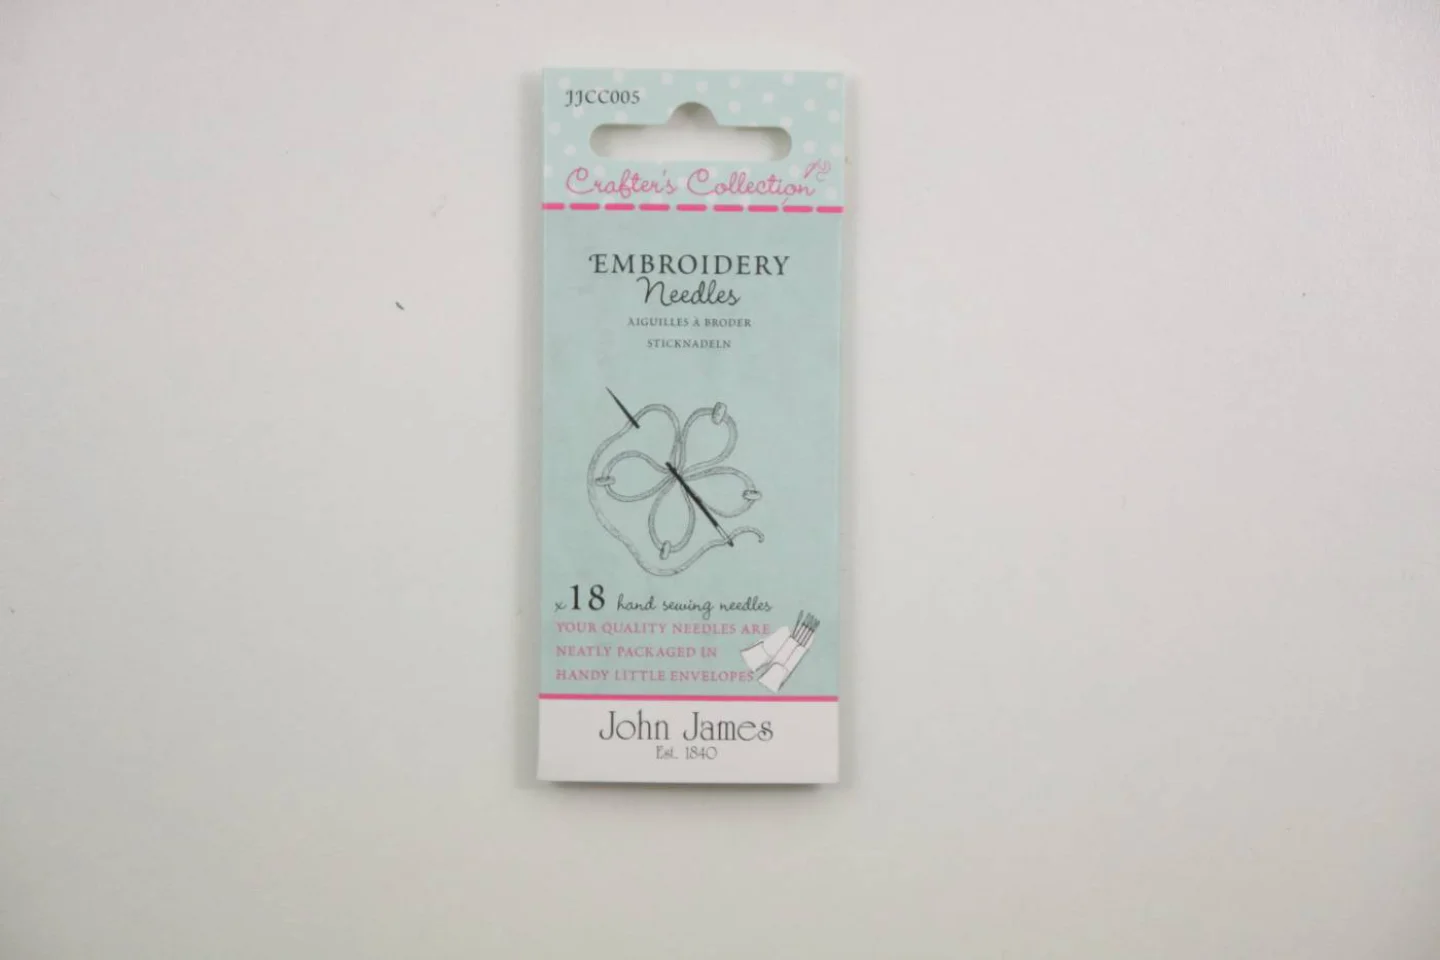 JJCC005
Crafter's Collection
EMBROIDERY
Needles
AIGUILLES À BRODER
STICKNADELN
x18 hand sewing needles
YOUR QUALITY NEEDLES ARE
NEATLY PACKAGED IN
HANDY LITTLE ENVELOPES
John James
Est. 1840